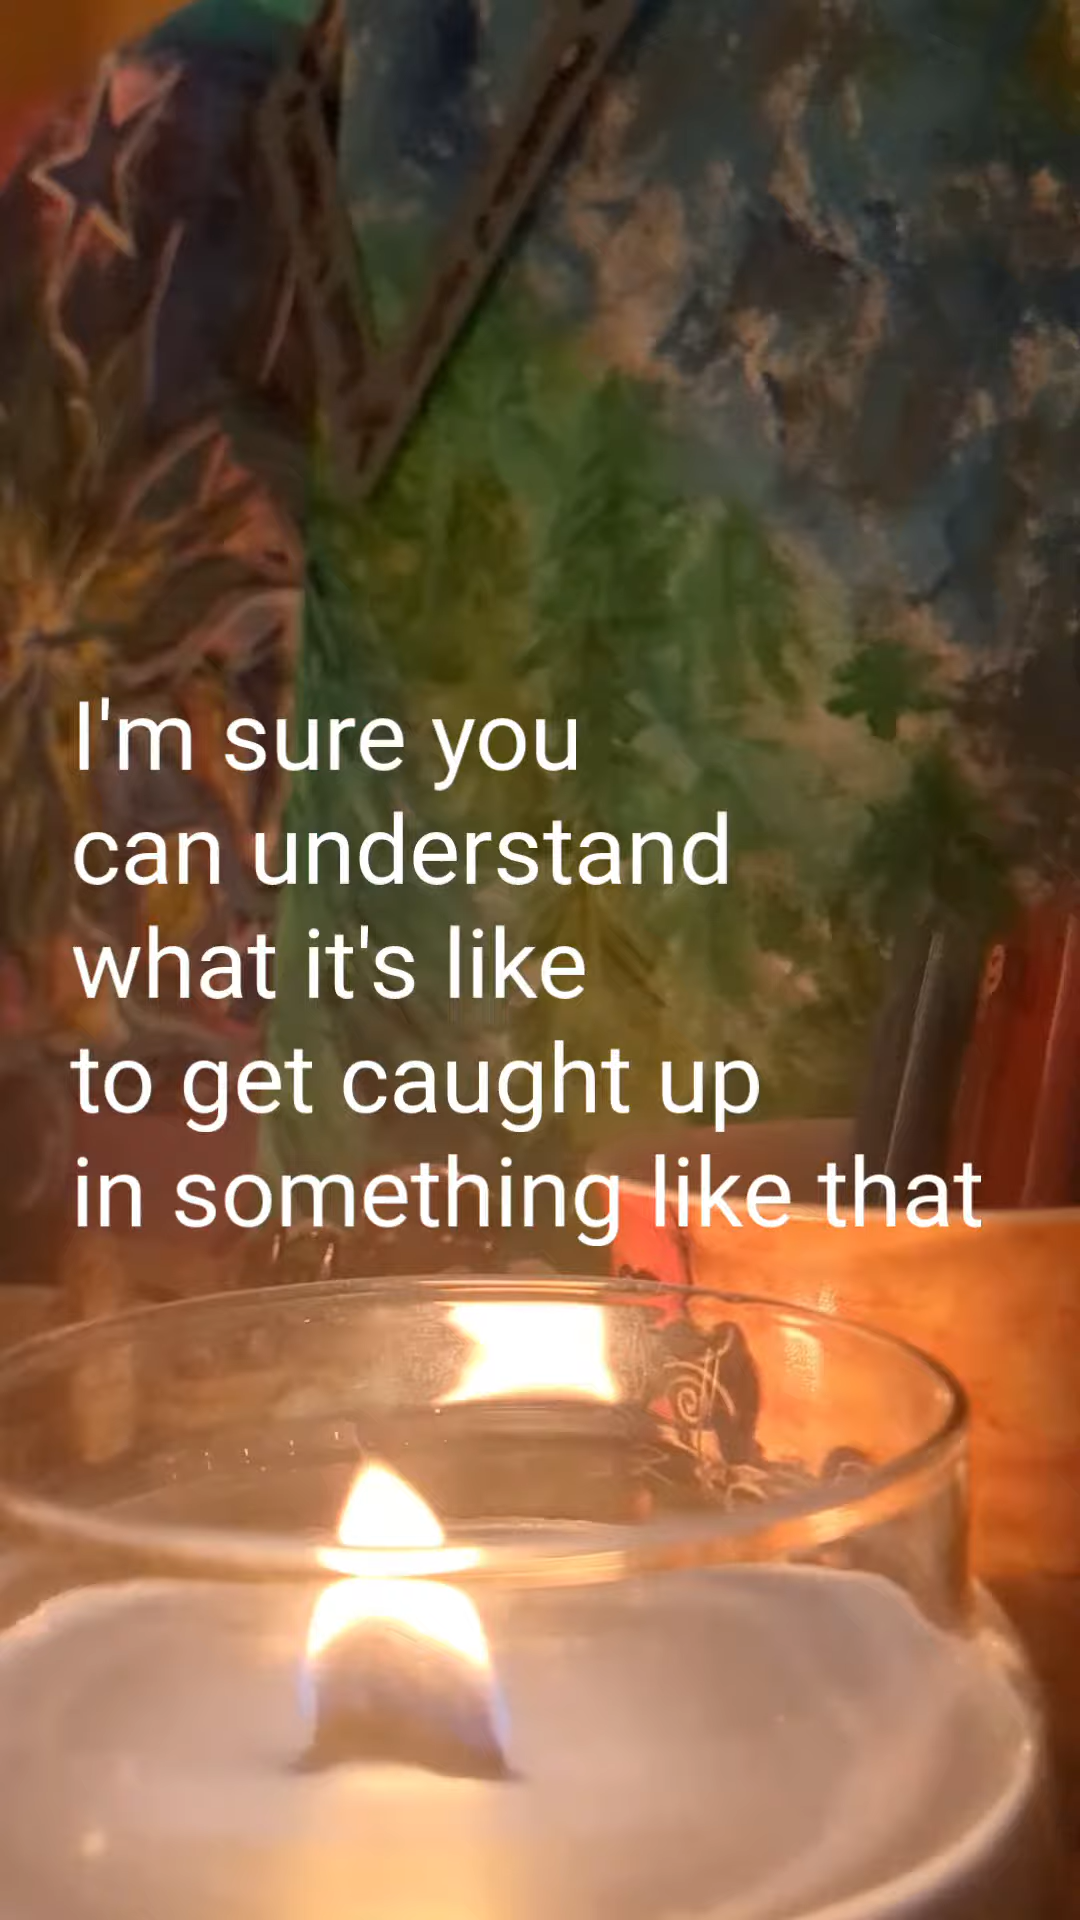 I'm sure you
can understand
what it's like
to get caught up
in something like that